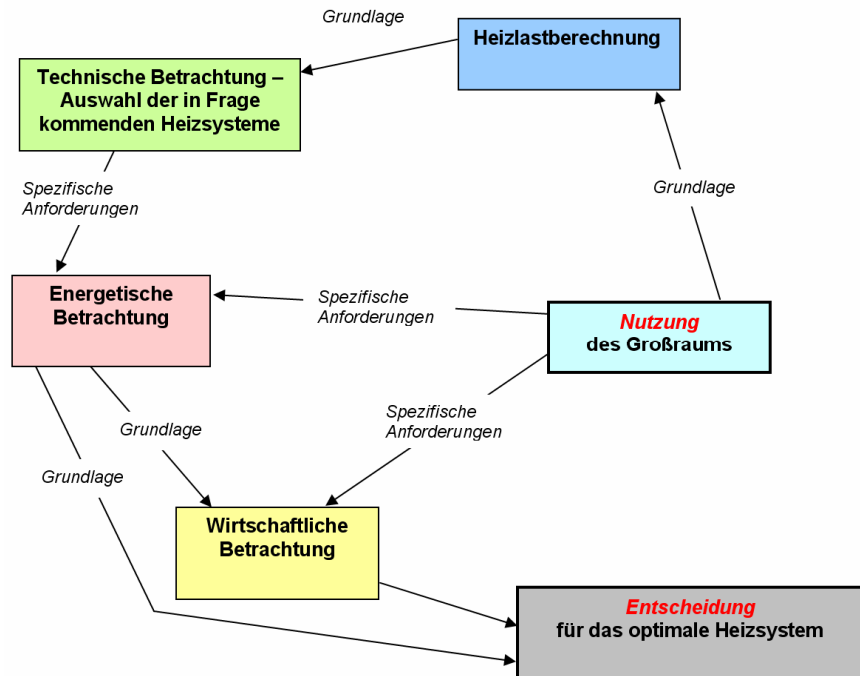 Grundlage
Heizlastberechnung
Technische Betrachtung –
Auswahl der in Frage
kommenden Heizsysteme
Spezifische
Anforderungen
Grundlage
Energetische
Betrachtung
Spezifische
Anforderungen
Nutzung
des Großraums
Spezifische
Anforderungen
Grundlage
Grundlage
Wirtschaftliche
Betrachtung
Entscheidung
für das optimale Heizsystem